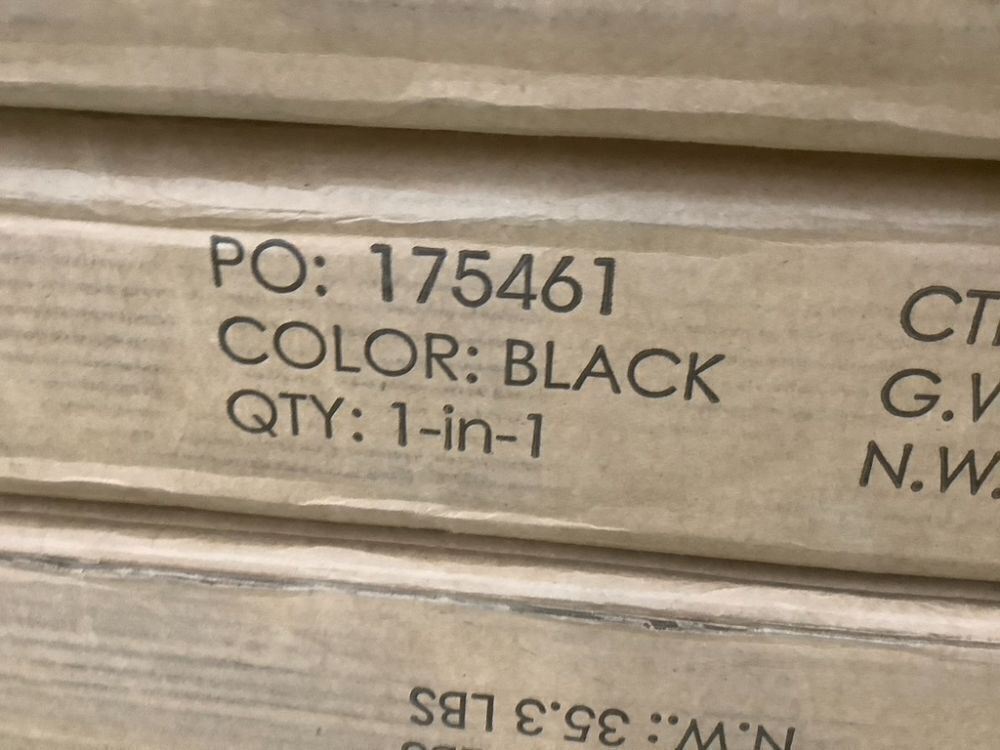 PO: 175461
COLOR: BLACK
QTY: 1-in-1
G.W
N.W.
N.W.: 35.3 LBS